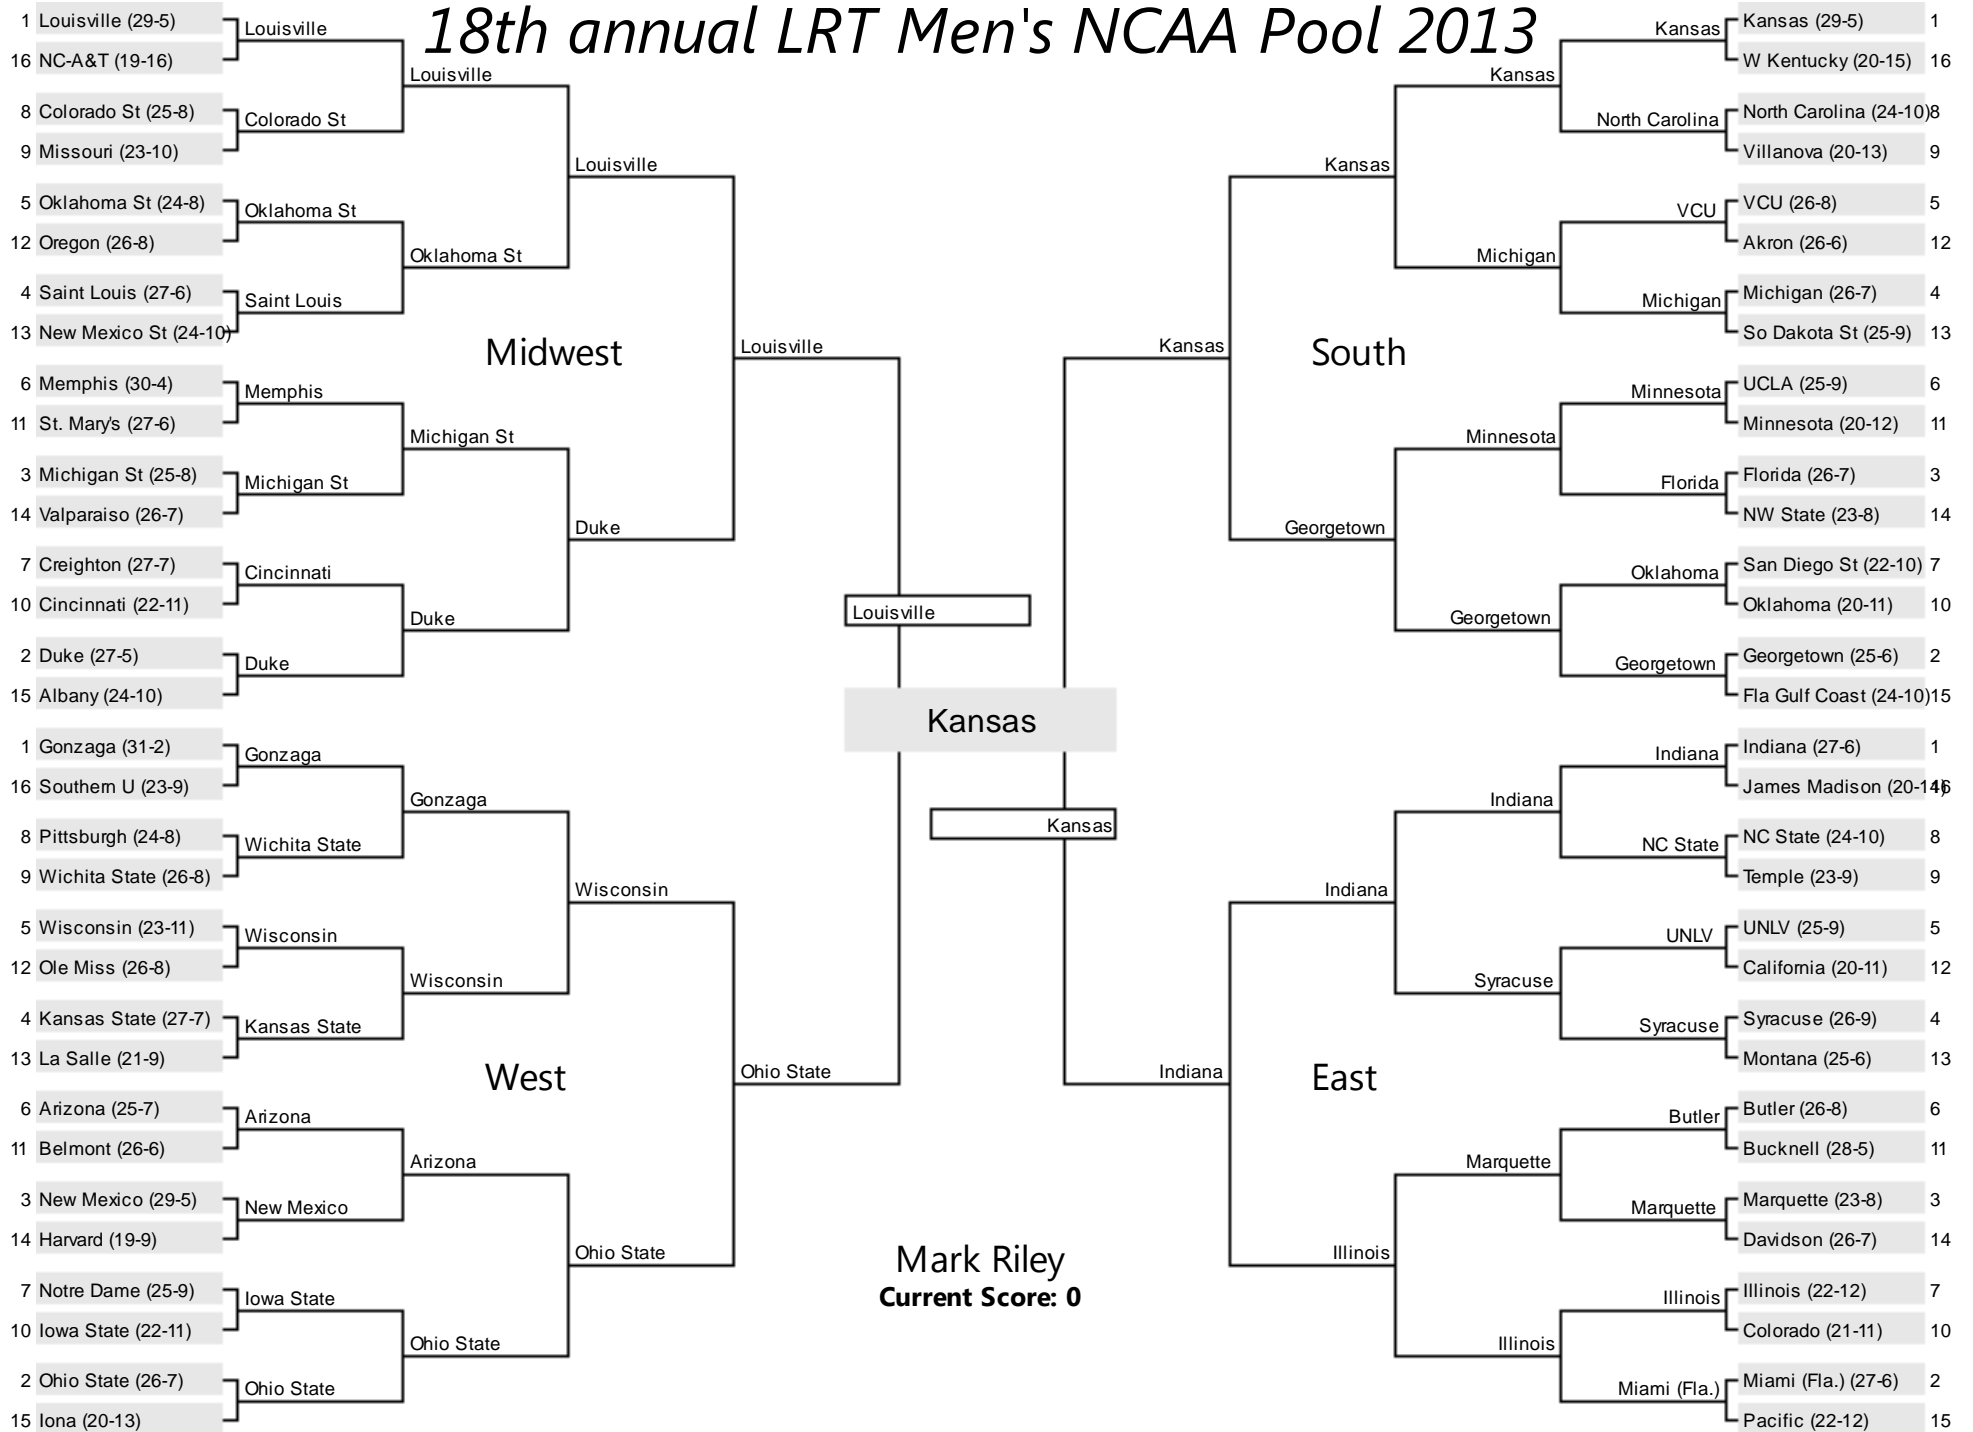 18th annual LRT Men's NCAA Pool 2013
1 Louisville (29-5)
16 NC-A&T (19-16)
8 Colorado St (25-8)
9 Missouri (23-10)
5 Oklahoma St (24-8)
12 Oregon (26-8)
4 Saint Louis (27-6)
13 New Mexico St (24-10)
6 Memphis (30-4)
11 St. Mary's (27-6)
3 Michigan St (25-8)
14 Valparaiso (26-7)
7 Creighton (27-7)
10 Cincinnati (22-11)
2 Duke (27-5)
15 Albany (24-10)
Louisville
Colorado St
Oklahoma St
Saint Louis
Memphis
Michigan St
Cincinnati
Duke
Louisville
Oklahoma St
Michigan St
Duke
Louisville
Duke
Midwest
Louisville
1 Gonzaga (31-2)
16 Southern U (23-9)
8 Pittsburgh (24-8)
9 Wichita State (26-8)
5 Wisconsin (23-11)
12 Ole Miss (26-8)
4 Kansas State (27-7)
13 La Salle (21-9)
6 Arizona (25-7)
11 Belmont (26-6)
3 New Mexico (29-5)
14 Harvard (19-9)
7 Notre Dame (25-9)
10 Iowa State (22-11)
2 Ohio State (26-7)
15 Iona (20-13)
Gonzaga
Wichita State
Wisconsin
Kansas State
Arizona
New Mexico
Iowa State
Ohio State
Gonzaga
Wisconsin
Arizona
Ohio State
Wisconsin
Ohio State
West
Ohio State
Louisville
Kansas
Kansas
Mark Riley
Current Score: 0
Kansas (29-5) 1
W Kentucky (20-15) 16
North Carolina (24-10) 8
Villanova (20-13) 9
VCU (26-8) 5
Akron (26-6) 12
Michigan (26-7) 4
So Dakota St (25-9) 13
UCLA (25-9) 6
Minnesota (20-12) 11
Florida (26-7) 3
NW State (23-8) 14
San Diego St (22-10) 7
Oklahoma (20-11) 10
Georgetown (25-6) 2
Fla Gulf Coast (24-10) 15
Kansas
North Carolina
VCU
Michigan
Minnesota
Florida
Oklahoma
Georgetown
Kansas
Michigan
Minnesota
Georgetown
Kansas
Georgetown
South
Kansas
Indiana (27-6) 1
James Madison (20-14) 16
NC State (24-10) 8
Temple (23-9) 9
UNLV (25-9) 5
California (20-11) 12
Syracuse (26-9) 4
Montana (25-6) 13
Butler (26-8) 6
Bucknell (28-5) 11
Marquette (23-8) 3
Davidson (26-7) 14
Illinois (22-12) 7
Colorado (21-11) 10
Miami (Fla.) (27-6) 2
Pacific (22-12) 15
Indiana
NC State
UNLV
Syracuse
Butler
Marquette
Illinois
Miami (Fla.)
Indiana
Syracuse
Marquette
Illinois
Indiana
Illinois
East
Indiana